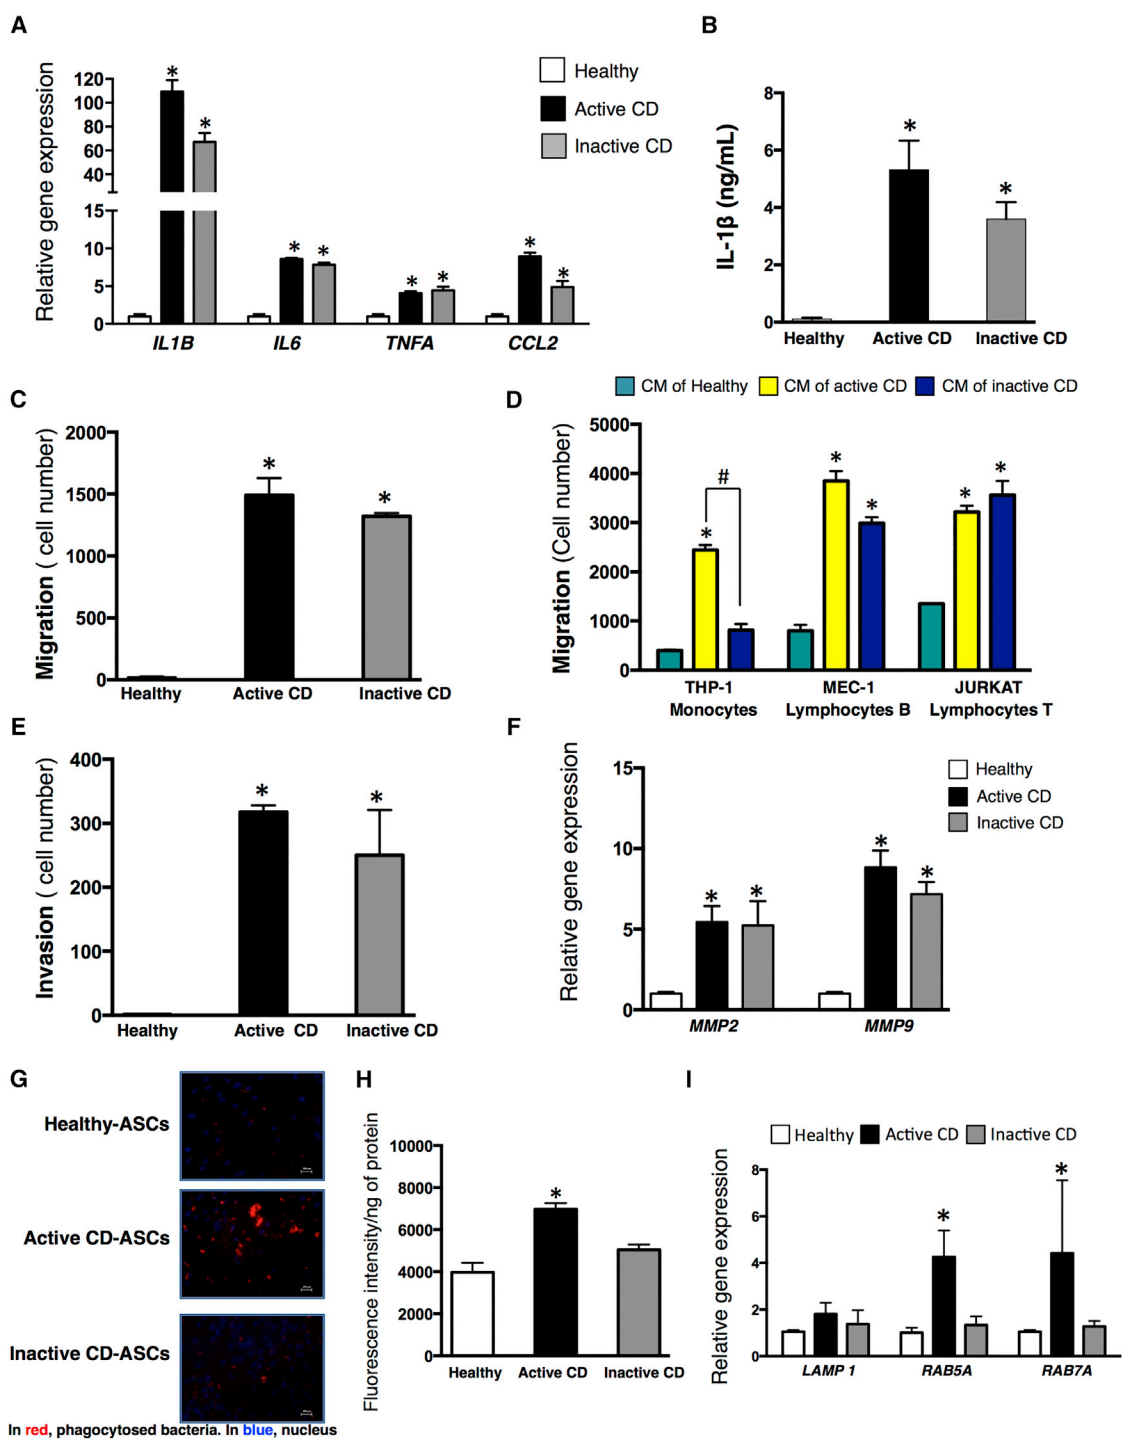 A
Relative gene expression
120
100
80
60
40
15
10
5
0
* * * * * * * *
IL1B IL6 TNFA CCL2
Healthy
Active CD
Inactive CD
B
IL-1β (ng/mL)
8
6
4
2
0
* *
Healthy Active CD Inactive CD
C
Migration ( cell number)
2000
1500
1000
500
0
* *
Healthy Active CD Inactive CD
D
CM of Healthy CM of active CD CM of inactive CD
Migration (Cell number)
5000
4000
3000
2000
1000
0
* # * * * *
THP-1 MEC-1 JURKAT
Monocytes Lymphocytes B Lymphocytes T
E
Invasion ( cell number)
400
300
200
100
0
* *
Healthy Active CD Inactive CD
F
Relative gene expression
15
10
5
0
* * * *
MMP2 MMP9
Healthy
Active CD
Inactive CD
G
Healthy-ASCs
Active CD-ASCs
Inactive CD-ASCs
In red, phagocytosed bacteria. In blue, nucleus
H
Fluorescence intensity/ng of protein
10000
8000
6000
4000
2000
0
*
Healthy Active CD Inactive CD
I
Healthy Active CD Inactive CD
Relative gene expression
8
6
4
2
0
* *
LAMP 1 RAB5A RAB7A